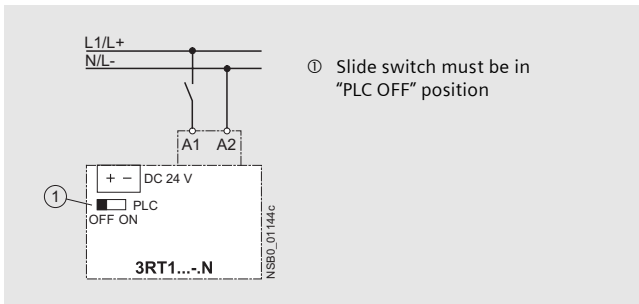 L1/L+
N/L-
① Slide switch must be in
"PLC OFF" position
A1 A2
+ − DC 24 V
1
PLC
OFF ON
3RT1...-.N
NSB0_01144c